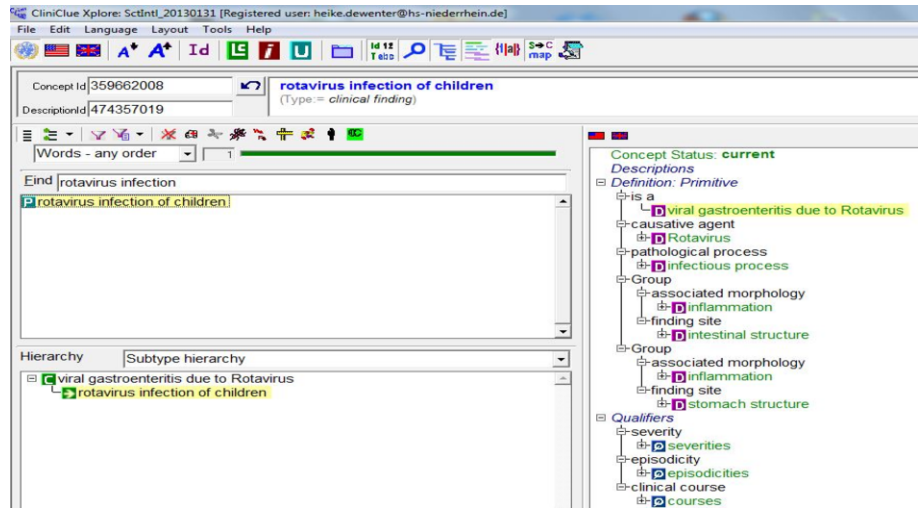 CliniClue Xplore: SctIntl_20130131 [Registered user: heike.dewenter@hs-niederrhein.de]
File Edit Language Layout Tools Help
A A Id
Id 12
S→C
map
Concept Id 359662008
DescriptionId 474357019
rotavirus infection of children
(Type:= clinical finding)
Words - any order
1
Find rotavirus infection
P rotavirus infection of children
Hierarchy Subtype hierarchy
C viral gastroenteritis due to Rotavirus
rotavirus infection of children
Concept Status: current
Descriptions
Definition: Primitive
is a
D viral gastroenteritis due to Rotavirus
causative agent
D Rotavirus
pathological process
D infectious process
Group
associated morphology
D inflammation
finding site
D intestinal structure
Group
associated morphology
D inflammation
finding site
D stomach structure
Qualifiers
severity
severities
episodicity
episodicities
clinical course
courses